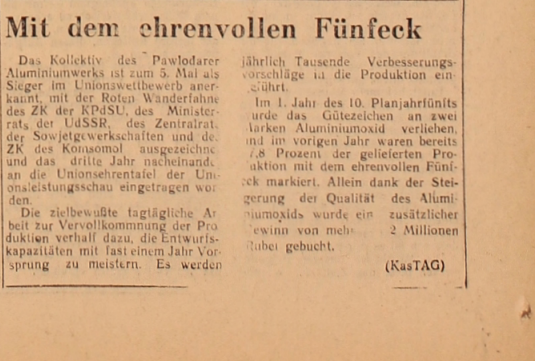 Mit dem ehrenvollen Fünfeck
Das Kollektiv des Pawlodarer
Aluminiumwerks ist zum 5. Mal als
Sieger im Unionswettbewerb aner-
kannt, mit der Roten Wanderfahne
des ZK der KPdSU, des Minister-
rats der UdSSR, des Zentralrats
der Sowjetgewerkschaften und des
ZK des Komsomol ausgezeichnet
und das dritte Jahr nacheinander
an die Unionsehrentafel der Uni-
onsleistungsschau eingetragen wor-
den.
Die zielbewußte tagtägliche Ar-
beit zur Vervollkommnung der Pro-
duktion verhalf dazu, die Entwurfs-
kapazitäten mit fast einem Jahr Vor-
sprung zu meistern. Es werden
jährlich Tausende Verbesserungs-
vorschläge in die Produktion ein-
geführt.
Im 1. Jahr des 10. Planjahrfünfts
wurde das Gütezeichen an zwei
Marken Aluminiumoxid verliehen,
und im vorigen Jahr waren bereits
7,8 Prozent der gelieferten Pro-
duktion mit dem ehrenvollen Fünf-
eck markiert. Allein dank der Stei-
gerung der Qualität des Alumi-
niumoxids wurde ein zusätzlicher
Gewinn von mehr 2 Millionen
Rubel gebucht.
(KasTAG)